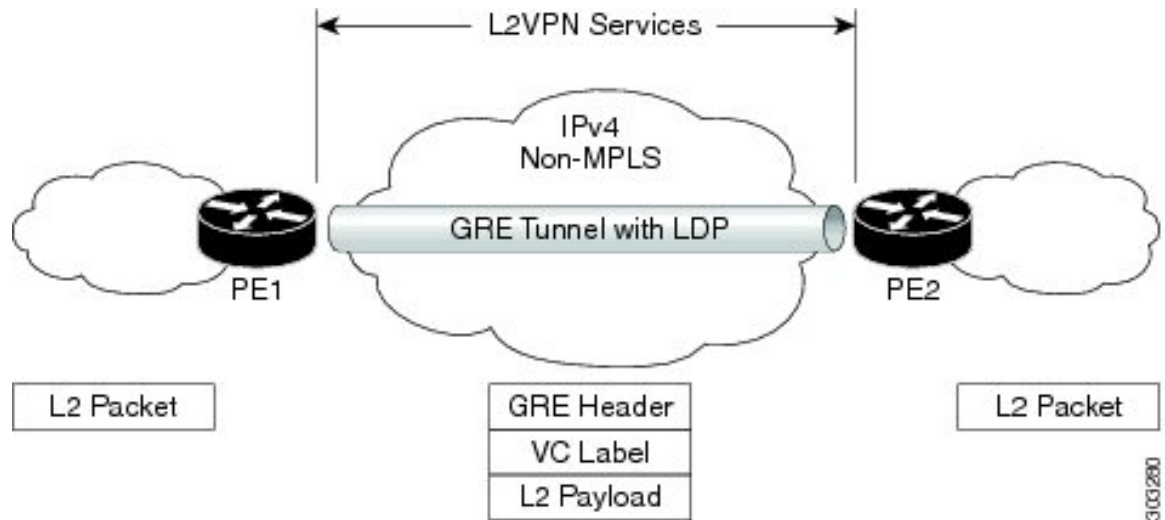 L2VPN Services
IPv4
Non-MPLS
GRE Tunnel with LDP
PE1
PE2
L2 Packet
GRE Header
VC Label
L2 Payload
L2 Packet
303280